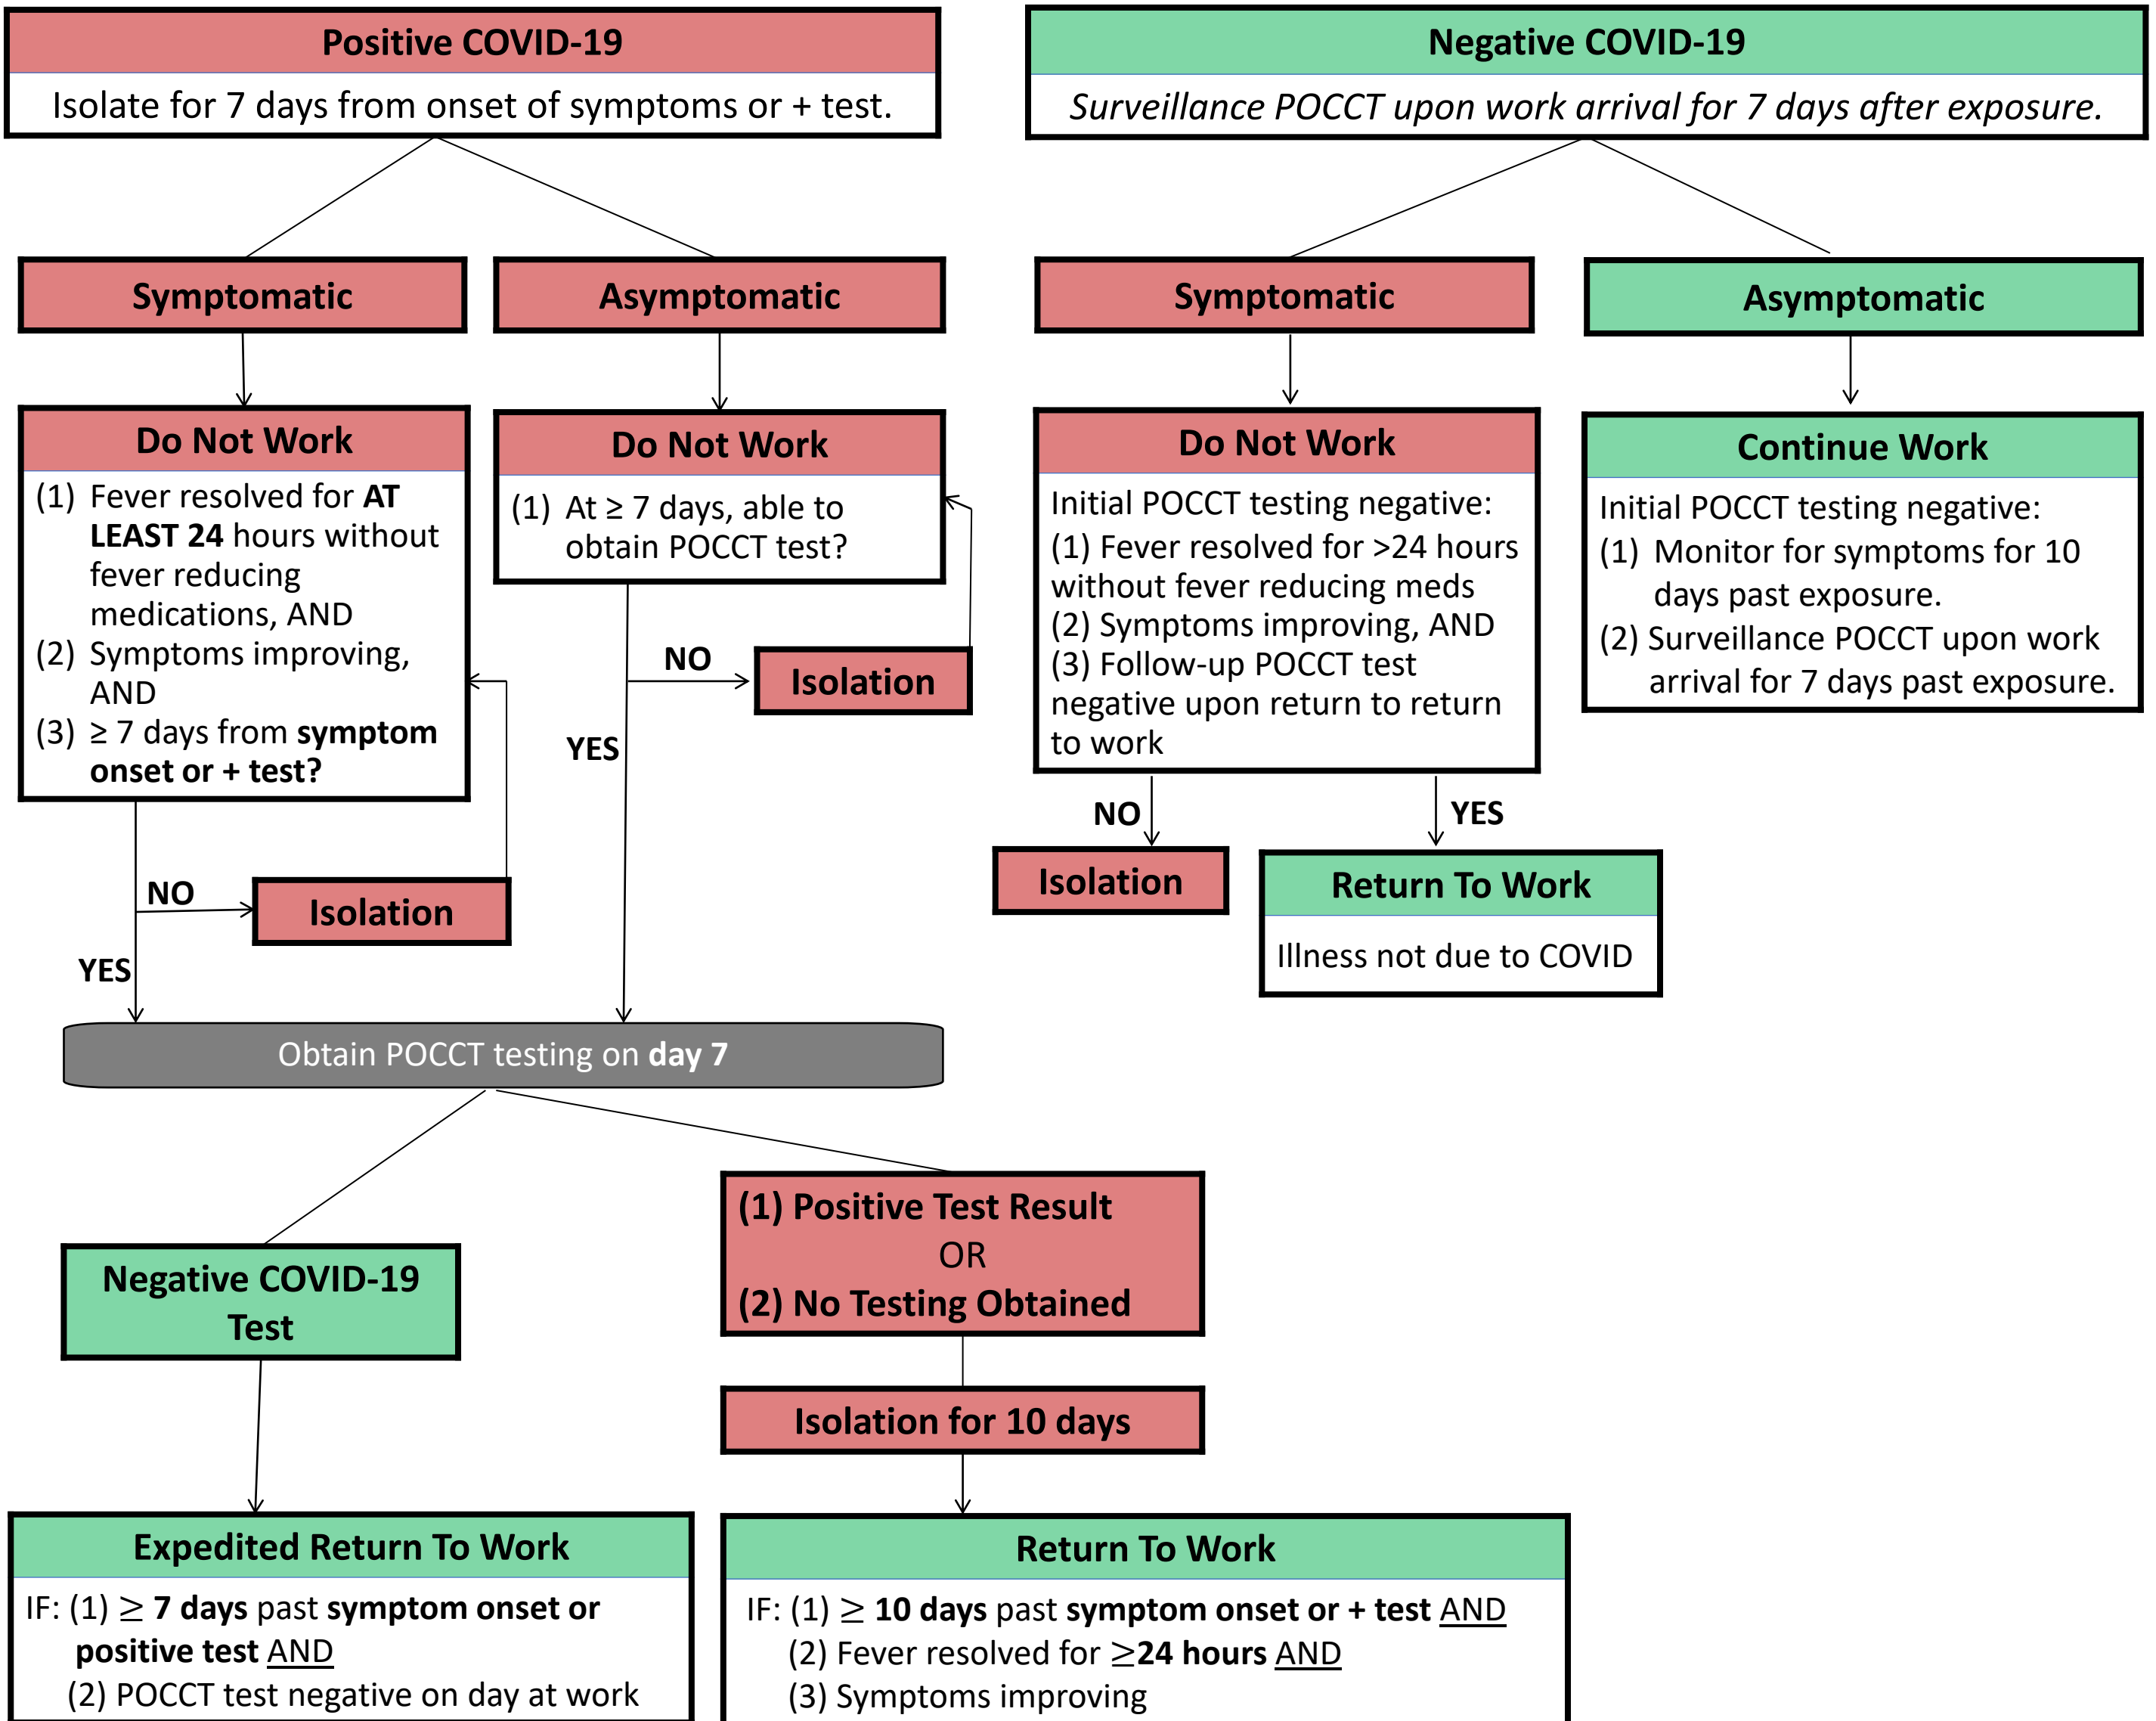 Positive COVID-19
Isolate for 7 days from onset of symptoms or + test.
Negative COVID-19
Surveillance POCCT upon work arrival for 7 days after exposure.
Symptomatic
Asymptomatic
Symptomatic
Asymptomatic
Do Not Work
(1) Fever resolved for AT
LEAST 24 hours without
fever reducing
medications, AND
(2) Symptoms improving,
AND
(3) ≥ 7 days from symptom
onset or + test?
Do Not Work
(1) At ≥ 7 days, able to
obtain POCCT test?
Do Not Work
Initial POCCT testing negative:
(1) Fever resolved for >24 hours
without fever reducing meds
(2) Symptoms improving, AND
(3) Follow-up POCCT test
negative upon return to return
to work
Continue Work
Initial POCCT testing negative:
(1) Monitor for symptoms for 10
days past exposure.
(2) Surveillance POCCT upon work
arrival for 7 days past exposure.
NO
Isolation
YES
NO
YES
Isolation
Return To Work
Illness not due to COVID
NO
Isolation
YES
Obtain POCCT testing on day 7
Negative COVID-19
Test
(1) Positive Test Result
OR
(2) No Testing Obtained
Isolation for 10 days
Expedited Return To Work
IF: (1) ≥ 7 days past symptom onset or
positive test AND
(2) POCCT test negative on day at work
Return To Work
IF: (1) ≥ 10 days past symptom onset or + test AND
(2) Fever resolved for ≥24 hours AND
(3) Symptoms improving